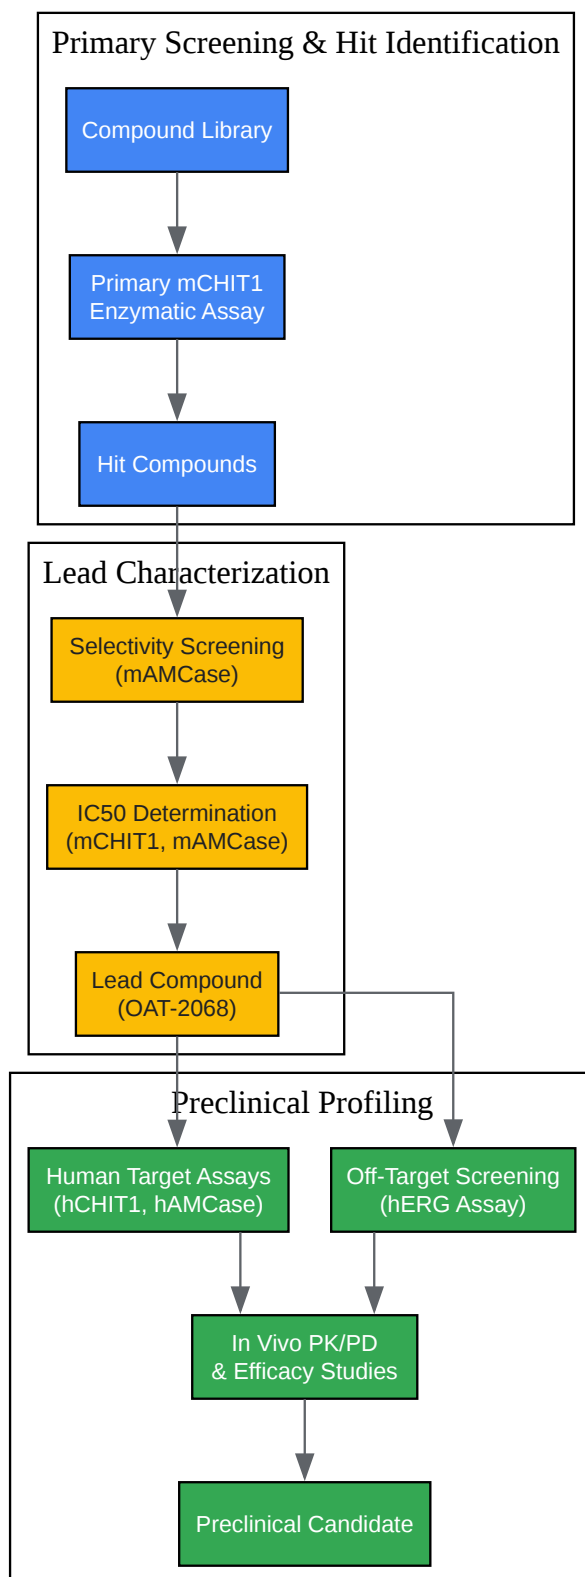 Primary Screening & Hit Identification
Compound Library
Primary mCHIT1
Enzymatic Assay
Hit Compounds
Lead Characterization
Selectivity Screening
(mAMCase)
IC50 Determination
(mCHIT1, mAMCase)
Lead Compound
(OAT-2068)
Preclinical Profiling
Human Target Assays
(hCHIT1, hAMCase)
Off-Target Screening
(hERG Assay)
In Vivo PK/PD
& Efficacy Studies
Preclinical Candidate